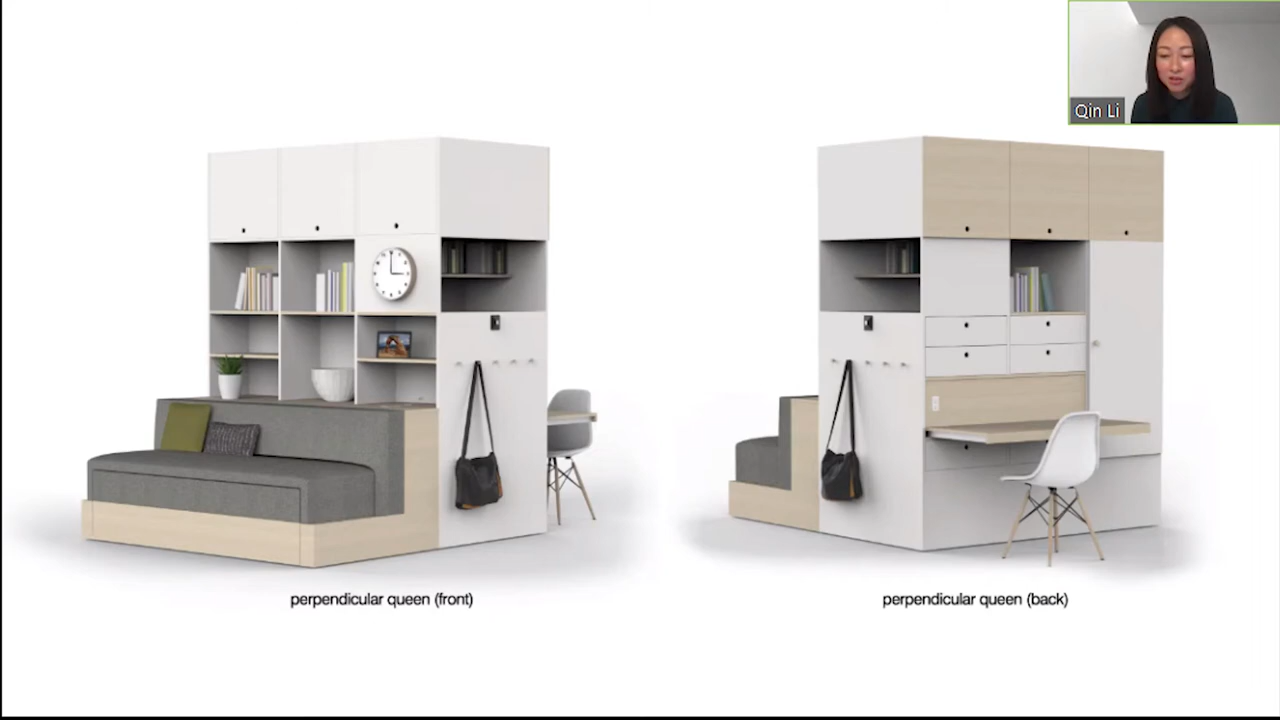 Qin Li
perpendicular queen (front)
perpendicular queen (back)